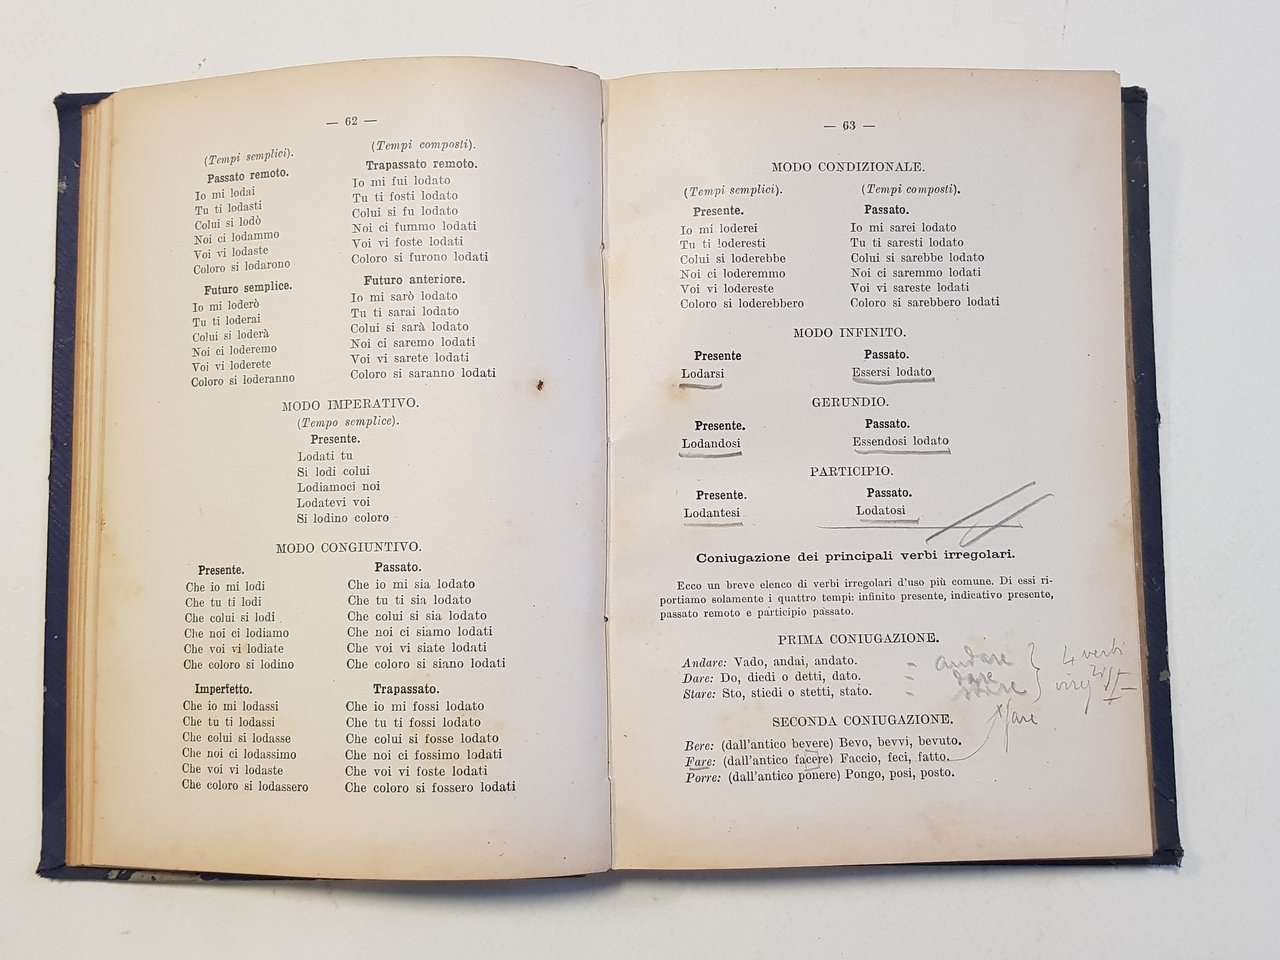 — 62 —
(Tempi semplici).
Passato remoto.
Io mi lodai
Tu ti lodasti
Colui si lodò
Noi ci lodammo
Voi vi lodaste
Coloro si lodarono
Futuro semplice.
Io mi loderò
Tu ti loderai
Colui si loderà
Noi ci loderemo
Voi vi loderete
Coloro si loderanno
(Tempi composti).
Trapassato remoto.
Io mi fui lodato
Tu ti fosti lodato
Colui si fu lodato
Noi ci fummo lodati
Voi vi foste lodati
Coloro si furono lodati
Futuro anteriore.
Io mi sarò lodato
Tu ti sarai lodato
Colui si sarà lodato
Noi ci saremo lodati
Voi vi sarete lodati
Coloro si saranno lodati
MODO IMPERATIVO.
(Tempo semplice).
Presente.
Lodati tu
Si lodi colui
Lodiamoci noi
Lodatevi voi
Si lodino coloro
MODO CONGIUNTIVO.
Presente.
Che io mi lodi
Che tu ti lodi
Che colui si lodi
Che noi ci lodiamo
Che voi vi lodiate
Che coloro si lodino
Imperfetto.
Che io mi lodassi
Che tu ti lodassi
Che colui si lodasse
Che noi ci lodassimo
Che voi vi lodaste
Che coloro si lodassero
Passato.
Che io mi sia lodato
Che tu ti sia lodato
Che colui si sia lodato
Che noi ci siamo lodati
Che voi vi siate lodati
Che coloro si siano lodati
Trapassato.
Che io mi fossi lodato
Che tu ti fossi lodato
Che colui si fosse lodato
Che noi ci fossimo lodati
Che voi vi foste lodati
Che coloro si fossero lodati
— 63 —
MODO CONDIZIONALE.
(Tempi semplici).
Presente.
Io mi loderei
Tu ti loderesti
Colui si loderebbe
Noi ci loderemmo
Voi vi lodereste
Coloro si loderebbero
(Tempi composti).
Passato.
Io mi sarei lodato
Tu ti saresti lodato
Colui si sarebbe lodato
Noi ci saremmo lodati
Voi vi sareste lodati
Coloro si sarebbero lodati
MODO INFINITO.
Presente
Lodarsi
Passato.
Essersi lodato
GERUNDIO.
Presente.
Lodandosi
Passato.
Essendosi lodato
PARTICIPIO.
Presente.
Lodantesi
Passato.
Lodatosi
Coniugazione dei principali verbi irregolari.
Ecco un breve elenco di verbi irregolari d'uso più comune. Di essi ri-
portiamo solamente i quattro tempi: infinito presente, indicativo presente,
passato remoto e participio passato.
PRIMA CONIUGAZIONE.
Andare: Vado, andai, andato.
Dare: Do, diedi o detti, dato.
Stare: Sto, stiedi o stetti, stato.
= andare
dare
stare
4 verbi
fare
SECONDA CONIUGAZIONE.
Bere: (dall'antico bevere) Bevo, bevvi, bevuto.
Fare: (dall'antico facere) Faccio, feci, fatto.
Porre: (dall'antico ponere) Pongo, posi, posto.